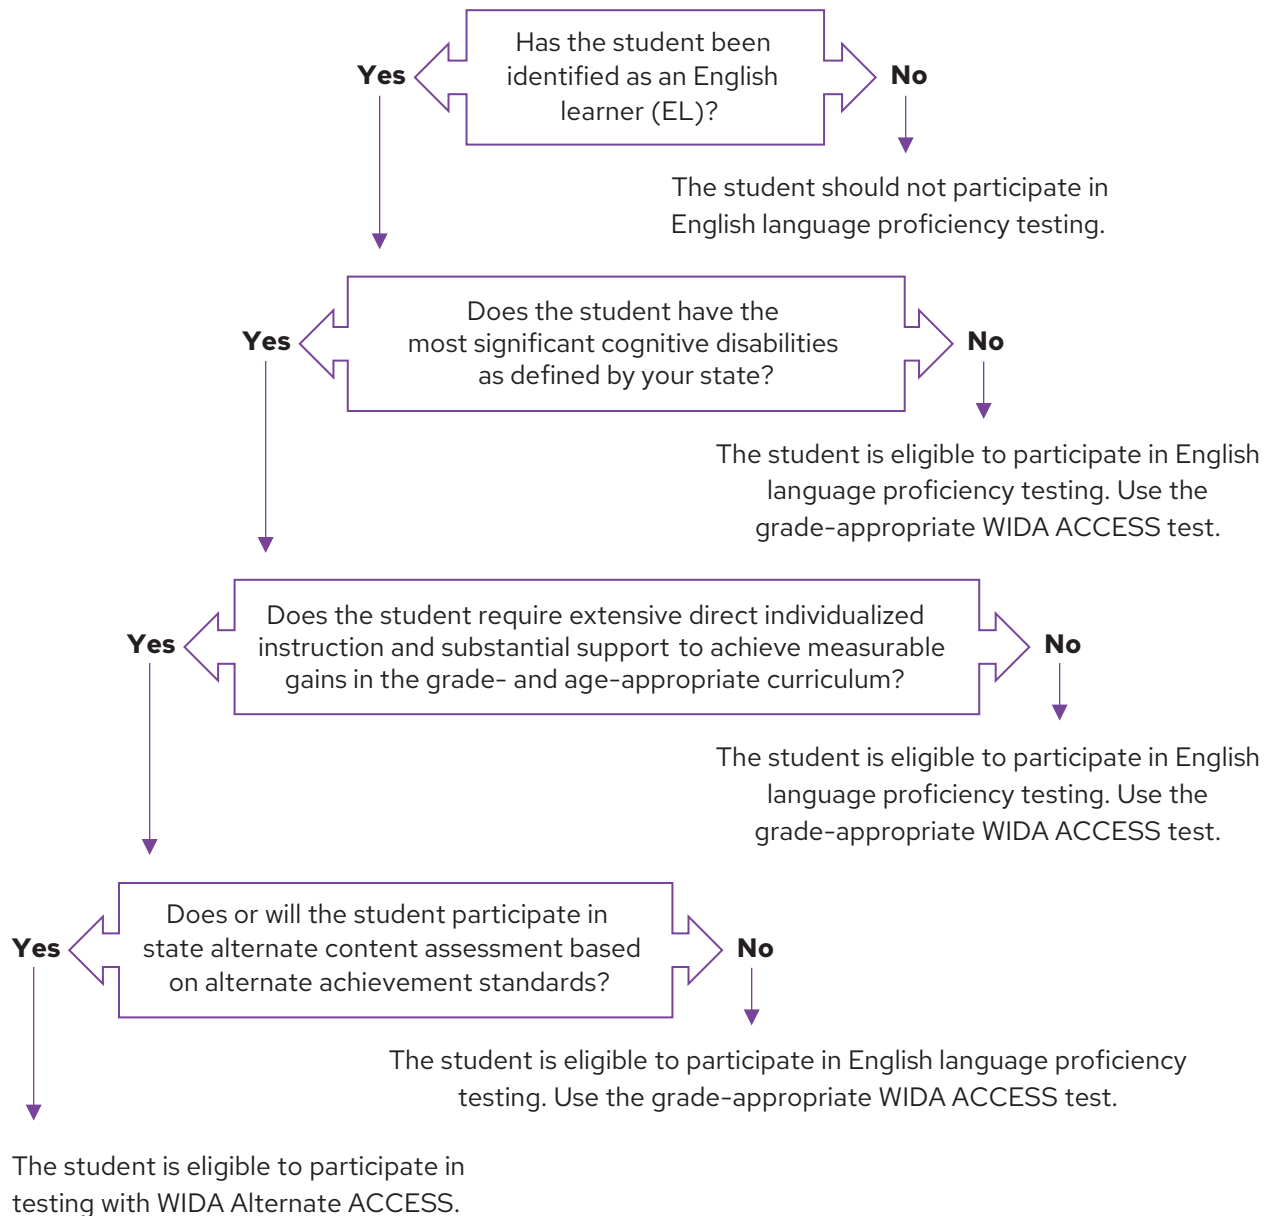 Has the student been
identified as an English
learner (EL)?
Yes
No
The student should not participate in
English language proficiency testing.
Does the student have the
most significant cognitive disabilities
as defined by your state?
Yes
No
The student is eligible to participate in English
language proficiency testing. Use the
grade-appropriate WIDA ACCESS test.
Does the student require extensive direct individualized
instruction and substantial support to achieve measurable
gains in the grade- and age-appropriate curriculum?
Yes
No
The student is eligible to participate in English
language proficiency testing. Use the
grade-appropriate WIDA ACCESS test.
Does or will the student participate in
state alternate content assessment based
on alternate achievement standards?
Yes
No
The student is eligible to participate in English language proficiency
testing. Use the grade-appropriate WIDA ACCESS test.
The student is eligible to participate in
testing with WIDA Alternate ACCESS.